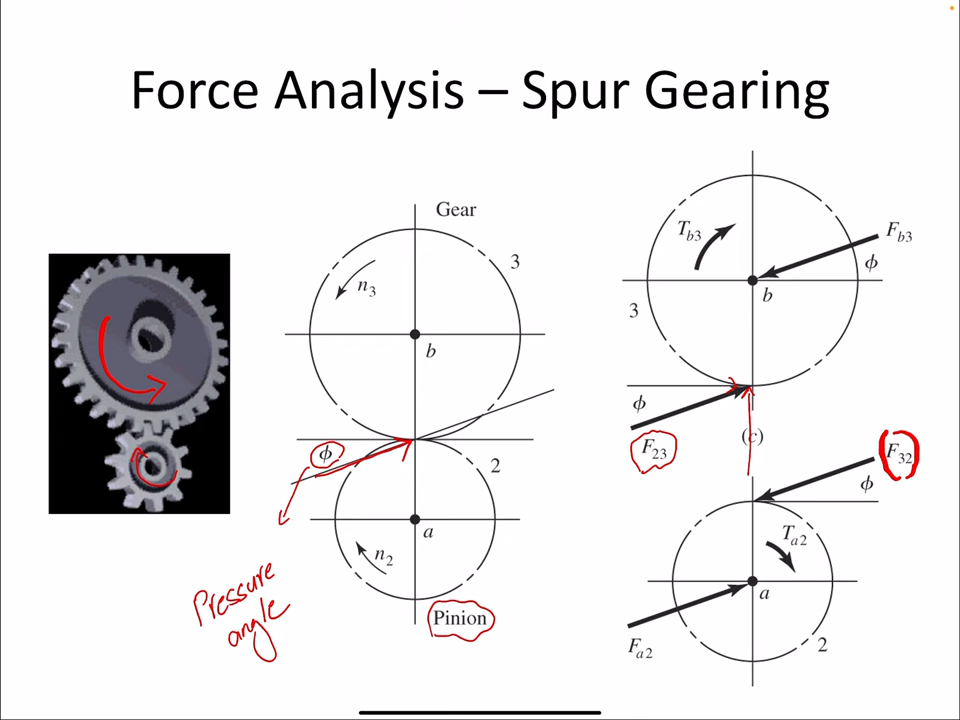 Force Analysis – Spur Gearing
Gear
3
n3
b
ϕ
2
a
n2
Pinion
Pressure
angle
Tb3
Fb3
ϕ
b
3
ϕ
F23
(c)
F32
ϕ
Ta2
a
Fa2
2